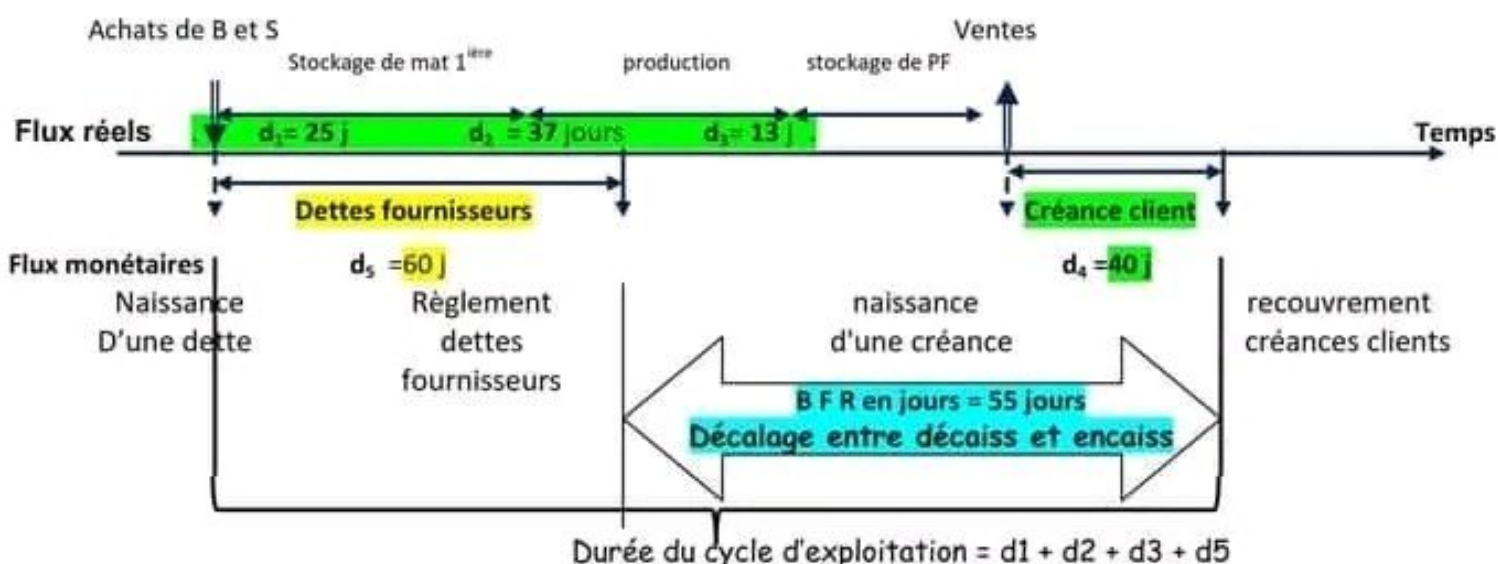 Achats de B et S
Ventes
Stockage de mat 1ière
production
stockage de PF
Flux réels
d1= 25 j
d2 = 37 jours
d3= 13 j
Temps
Dettes fournisseurs
Créance client
Flux monétaires
d5 =60 j
d4 =40 j
Naissance
D'une dette
Règlement
dettes
fournisseurs
naissance
d'une créance
recouvrement
créances clients
B F R en jours = 55 jours
Décalage entre décaiss et encaiss
Durée du cycle d'exploitation = d1 + d2 + d3 + d5